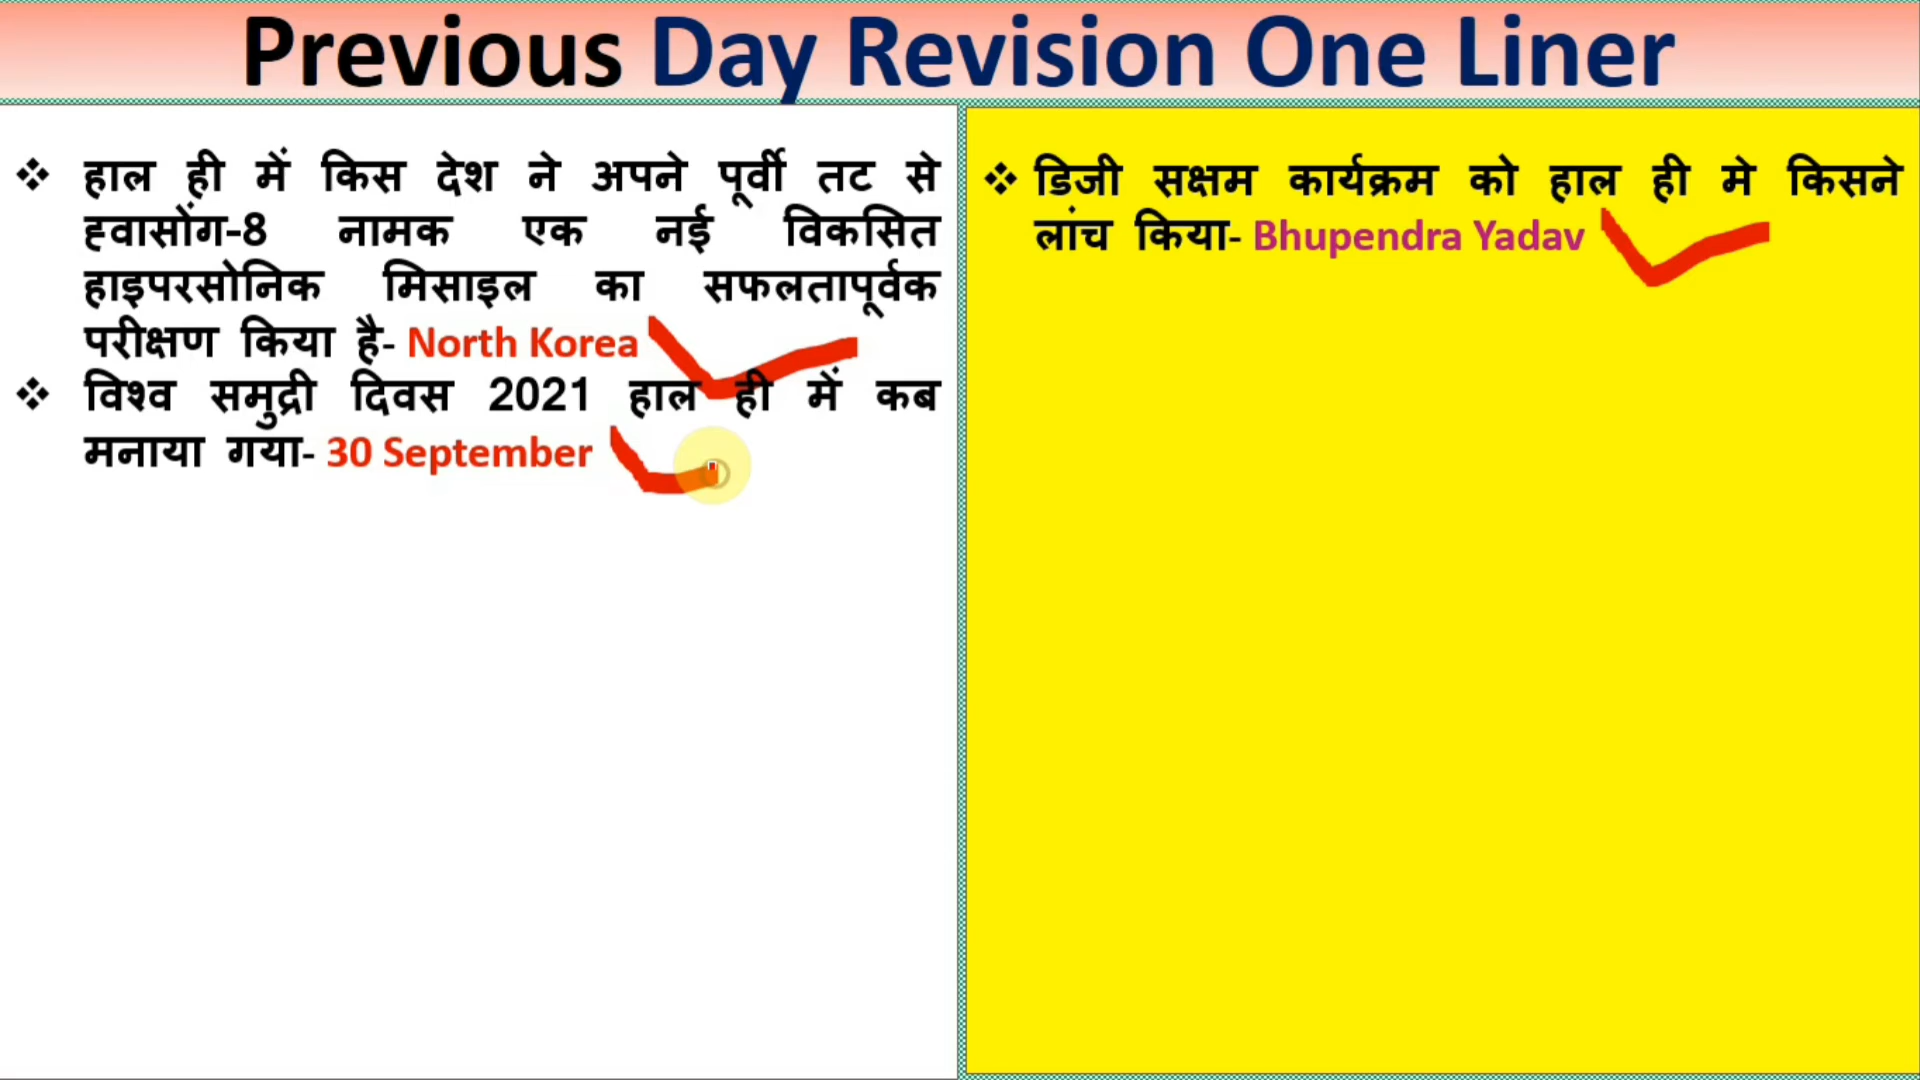 Previous Day Revision One Liner
❖ हाल ही में किस देश ने अपने पूर्वी तट से
ह्वासोंग-8 नामक एक नई विकसित
हाइपरसोनिक मिसाइल का सफलतापूर्वक
परीक्षण किया है- North Korea
❖ विश्व समुद्री दिवस 2021 हाल ही में कब
मनाया गया- 30 September
❖ डिजी सक्षम कार्यक्रम को हाल ही मे किसने
लांच किया- Bhupendra Yadav